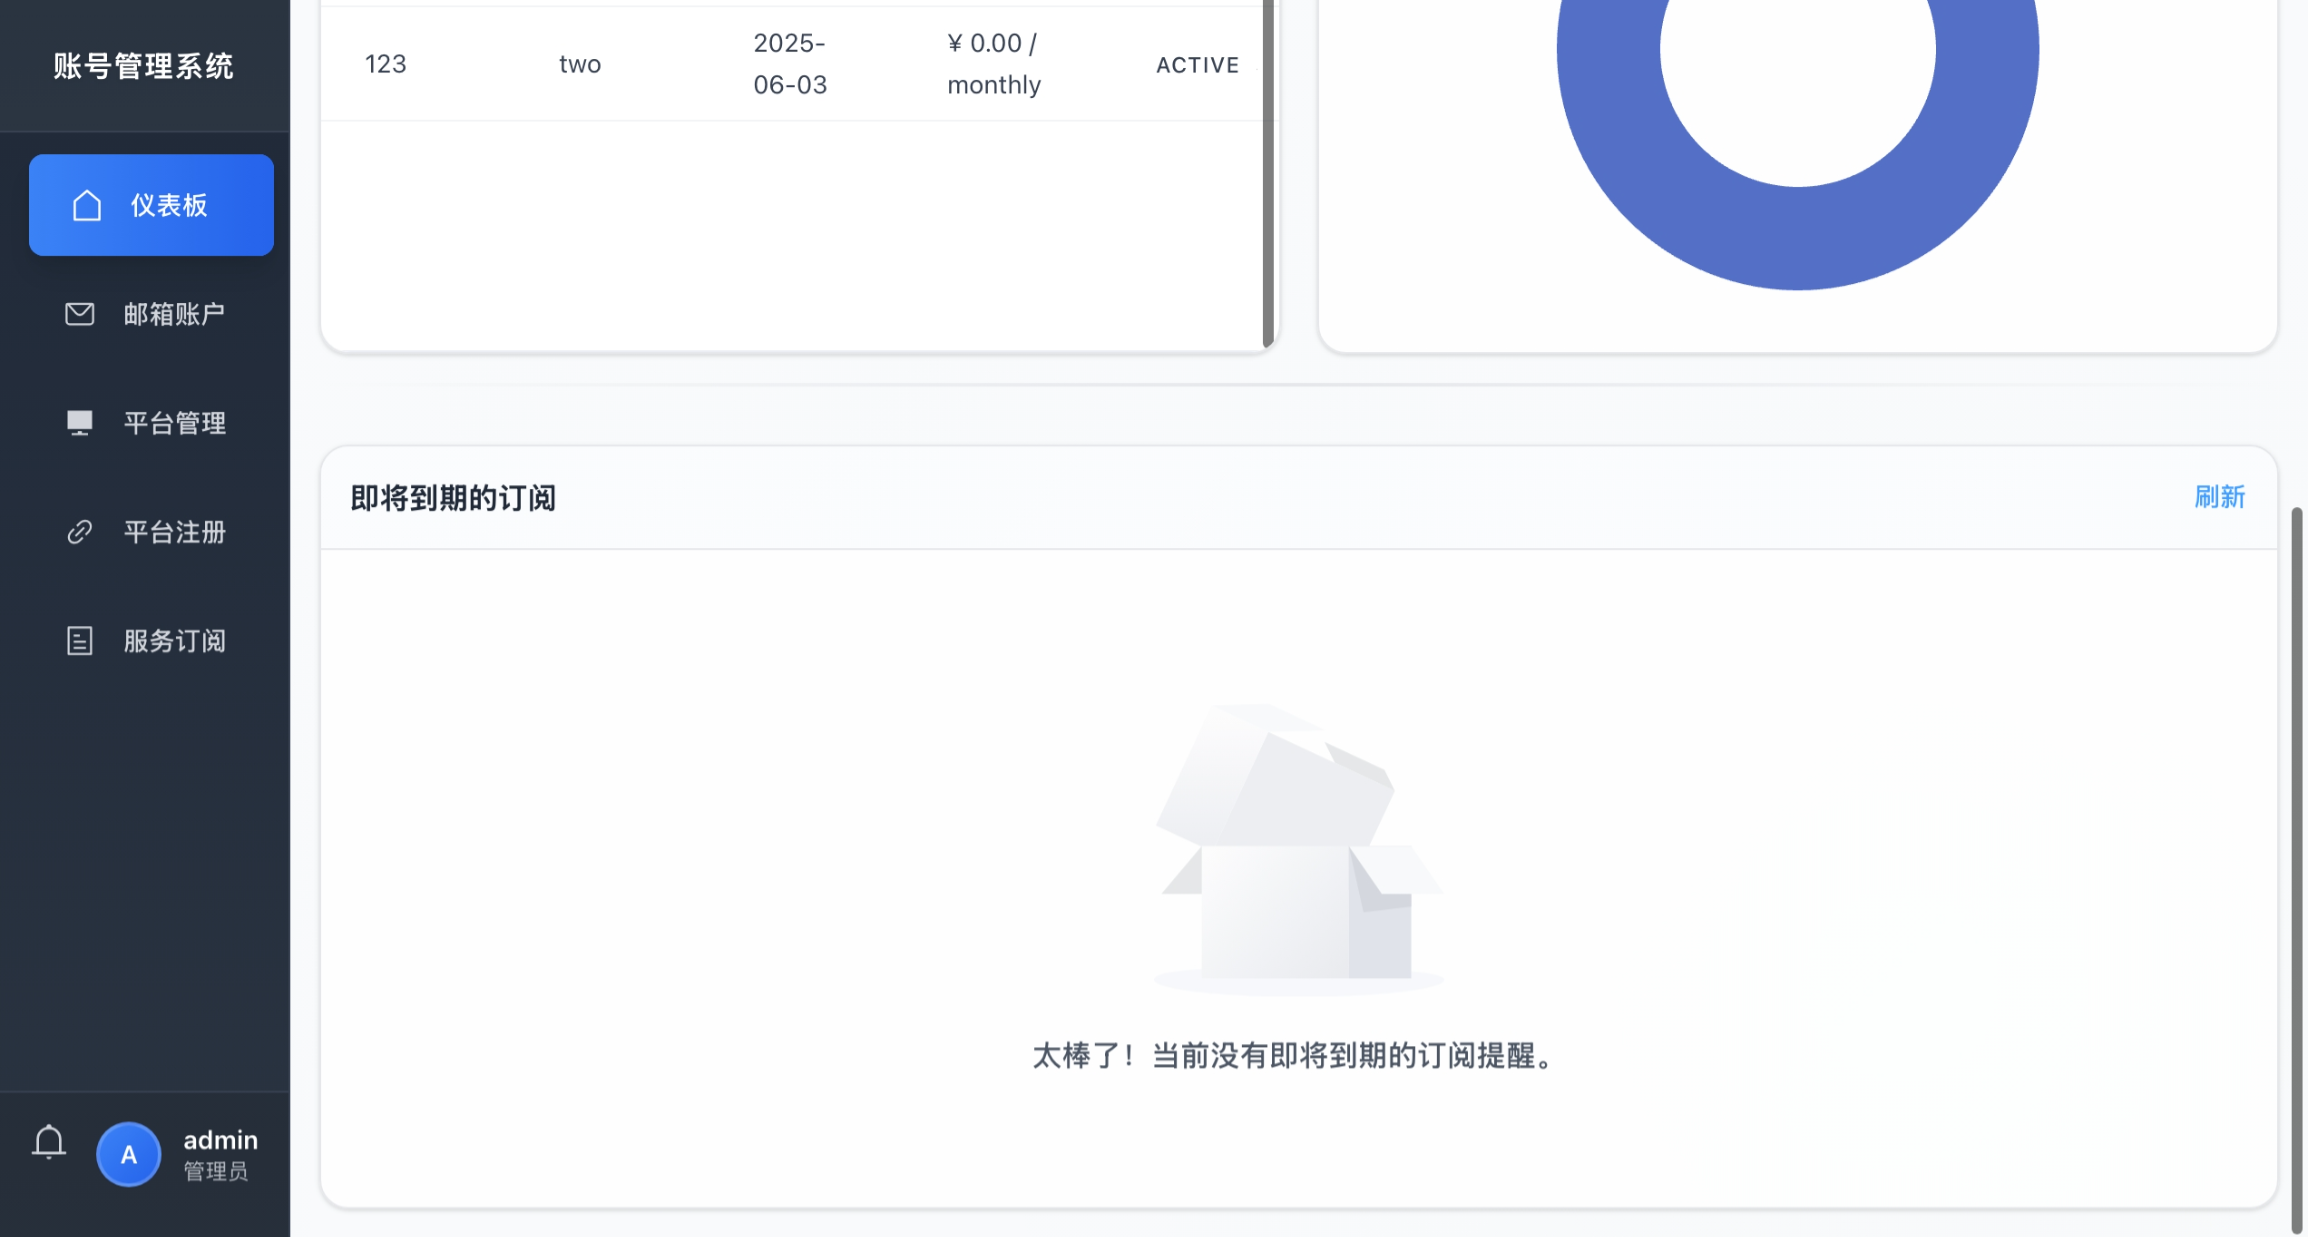 账号管理系统
仪表板
邮箱账户
平台管理
平台注册
服务订阅
A
admin
管理员
123
two
2025-
06-03
¥ 0.00 /
monthly
ACTIVE
即将到期的订阅
刷新
太棒了！当前没有即将到期的订阅提醒。